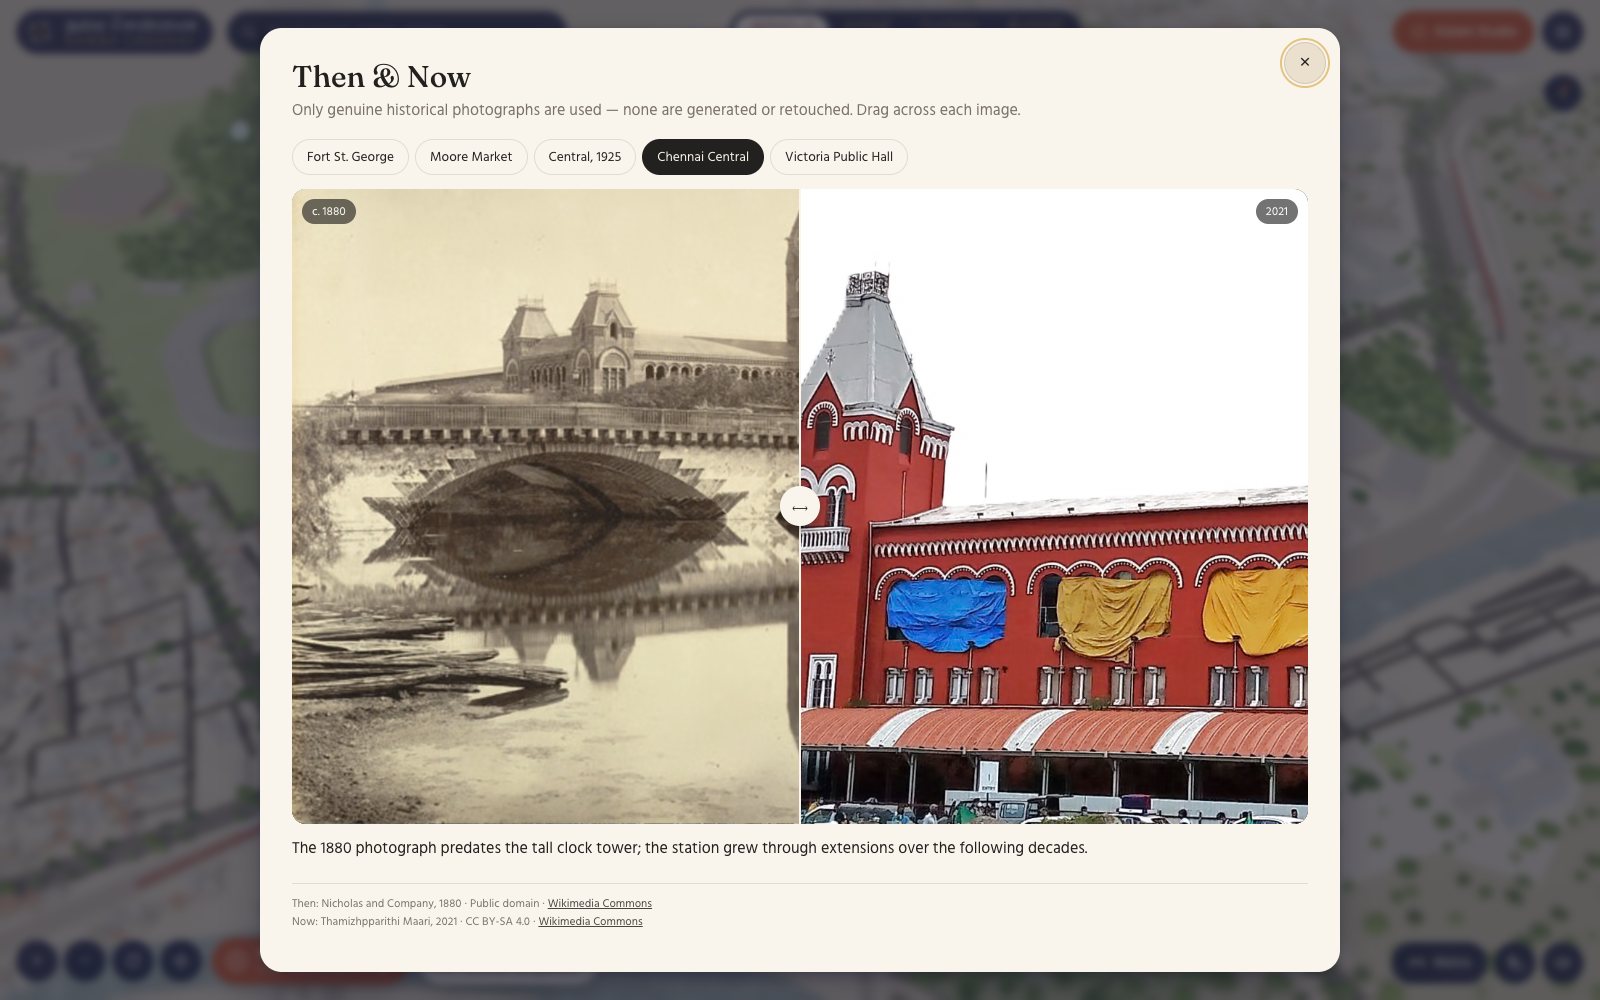 Then & Now
Only genuine historical photographs are used — none are generated or retouched. Drag across each image.
Fort St. George
Moore Market
Central, 1925
Chennai Central
Victoria Public Hall
c. 1880
2021
ENTRY
The 1880 photograph predates the tall clock tower; the station grew through extensions over the following decades.
Then: Nicholas and Company, 1880 · Public domain · Wikimedia Commons
Now: Thamizhpparithi Maari, 2021 · CC BY-SA 4.0 · Wikimedia Commons